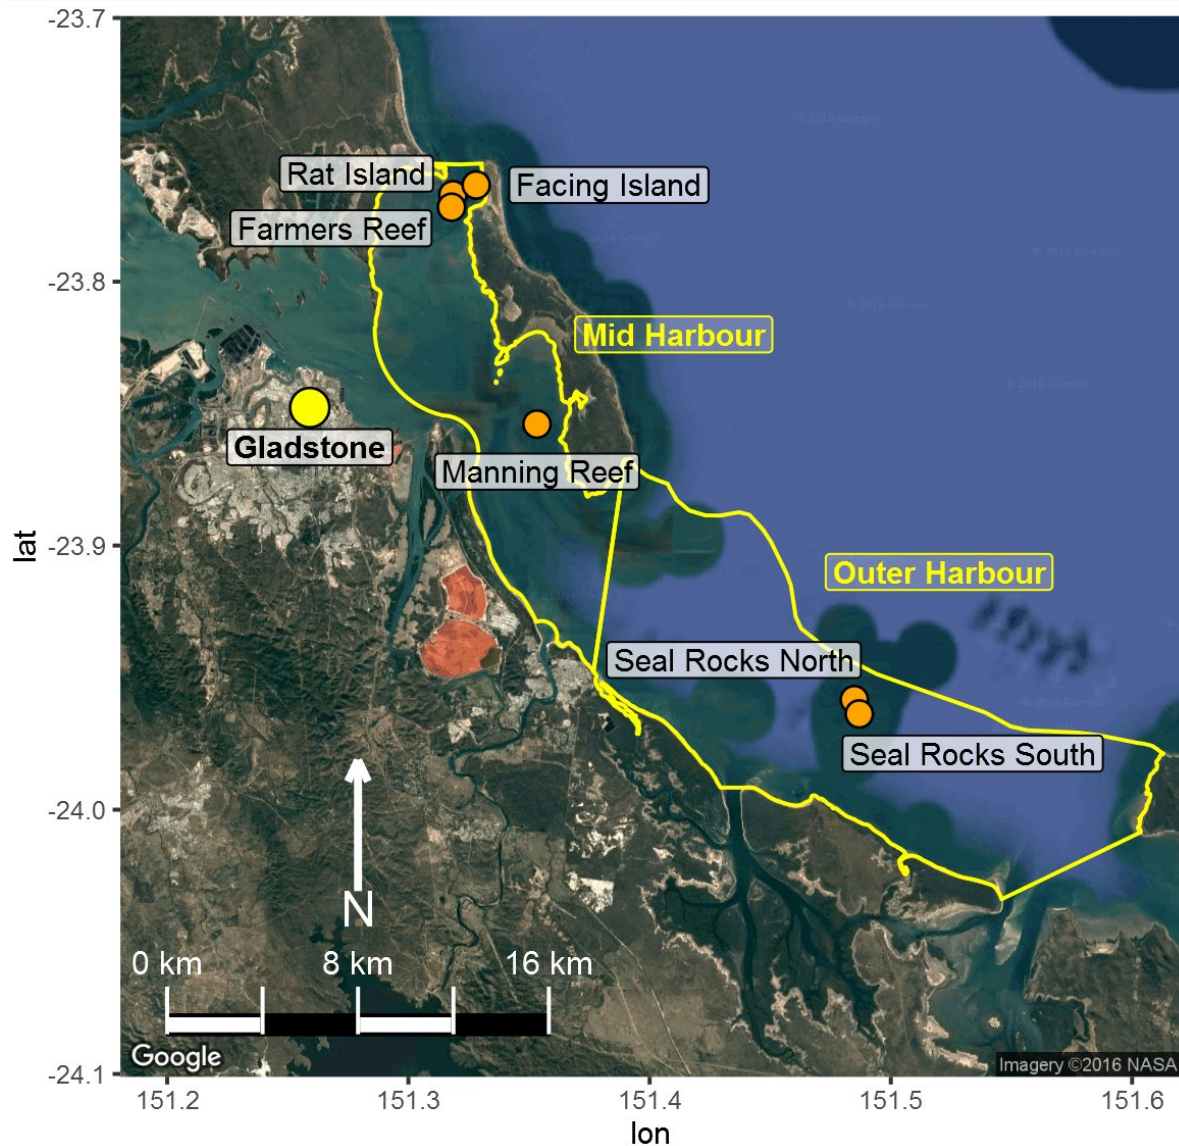 -23.7
Rat Island
Facing Island
Farmers Reef
-23.8
Mid Harbour
Gladstone
Manning Reef
lat
-23.9
Outer Harbour
Seal Rocks North
Seal Rocks South
-24.0
N
0 km 8 km 16 km
Google
Imagery ©2016 NASA
-24.1
151.2 151.3 151.4 151.5 151.6
lon